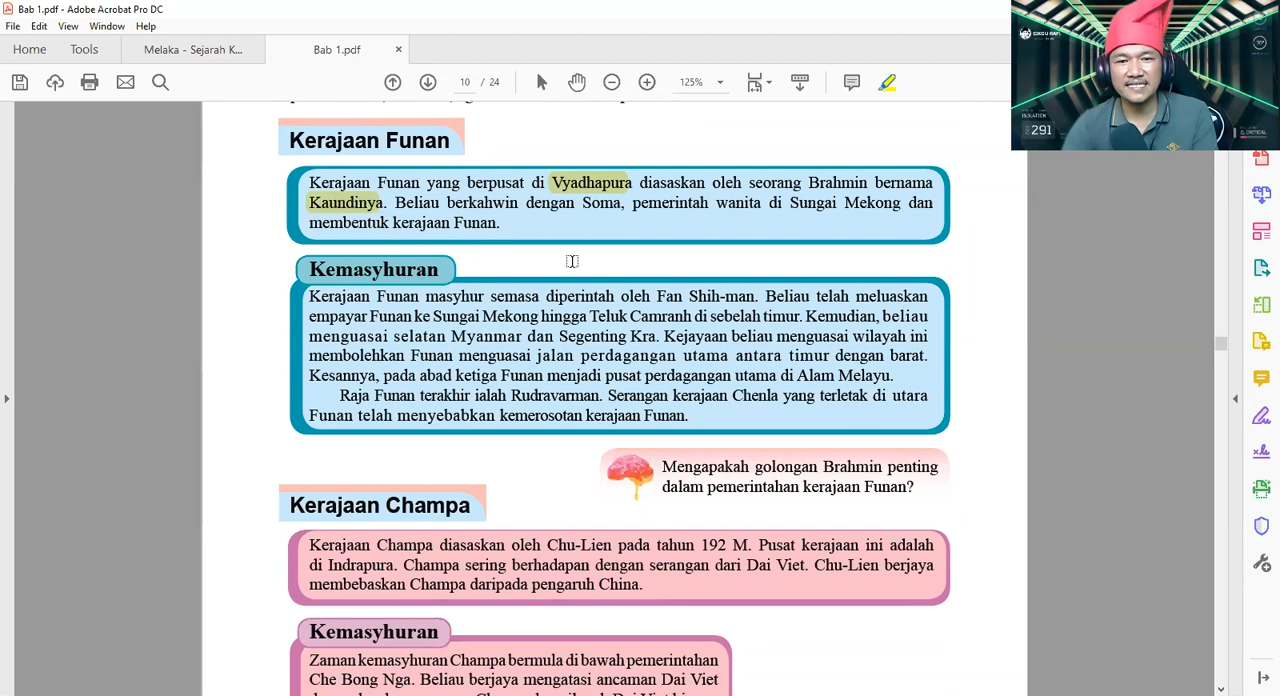 Bab 1.pdf - Adobe Acrobat Pro DC
File Edit View Window Help
Home Tools Melaka - Sejarah K... Bab 1.pdf ×
10 / 24 125%
ISOLATION
291
CRITICAL
Kerajaan Funan
Kerajaan Funan yang berpusat di Vyadhapura diasaskan oleh seorang Brahmin bernama
Kaundinya. Beliau berkahwin dengan Soma, pemerintah wanita di Sungai Mekong dan
membentuk kerajaan Funan.
Kemasyhuran
Kerajaan Funan masyhur semasa diperintah oleh Fan Shih-man. Beliau telah meluaskan
empayar Funan ke Sungai Mekong hingga Teluk Camranh di sebelah timur. Kemudian, beliau
menguasai selatan Myanmar dan Segenting Kra. Kejayaan beliau menguasai wilayah ini
membolehkan Funan menguasai jalan perdagangan utama antara timur dengan barat.
Kesannya, pada abad ketiga Funan menjadi pusat perdagangan utama di Alam Melayu.
Raja Funan terakhir ialah Rudravarman. Serangan kerajaan Chenla yang terletak di utara
Funan telah menyebabkan kemerosotan kerajaan Funan.
Mengapakah golongan Brahmin penting
dalam pemerintahan kerajaan Funan?
Kerajaan Champa
Kerajaan Champa diasaskan oleh Chu-Lien pada tahun 192 M. Pusat kerajaan ini adalah
di Indrapura. Champa sering berhadapan dengan serangan dari Dai Viet. Chu-Lien berjaya
membebaskan Champa daripada pengaruh China.
Kemasyhuran
Zaman kemasyhuran Champa bermula di bawah pemerintahan
Che Bong Nga. Beliau berjaya mengatasi ancaman Dai Viet